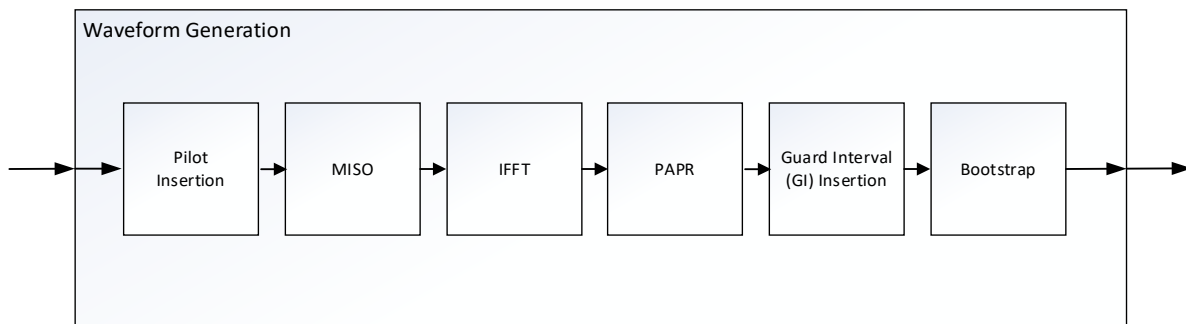 Waveform Generation
Pilot
Insertion
MISO
IFFT
PAPR
Guard Interval
(GI) Insertion
Bootstrap